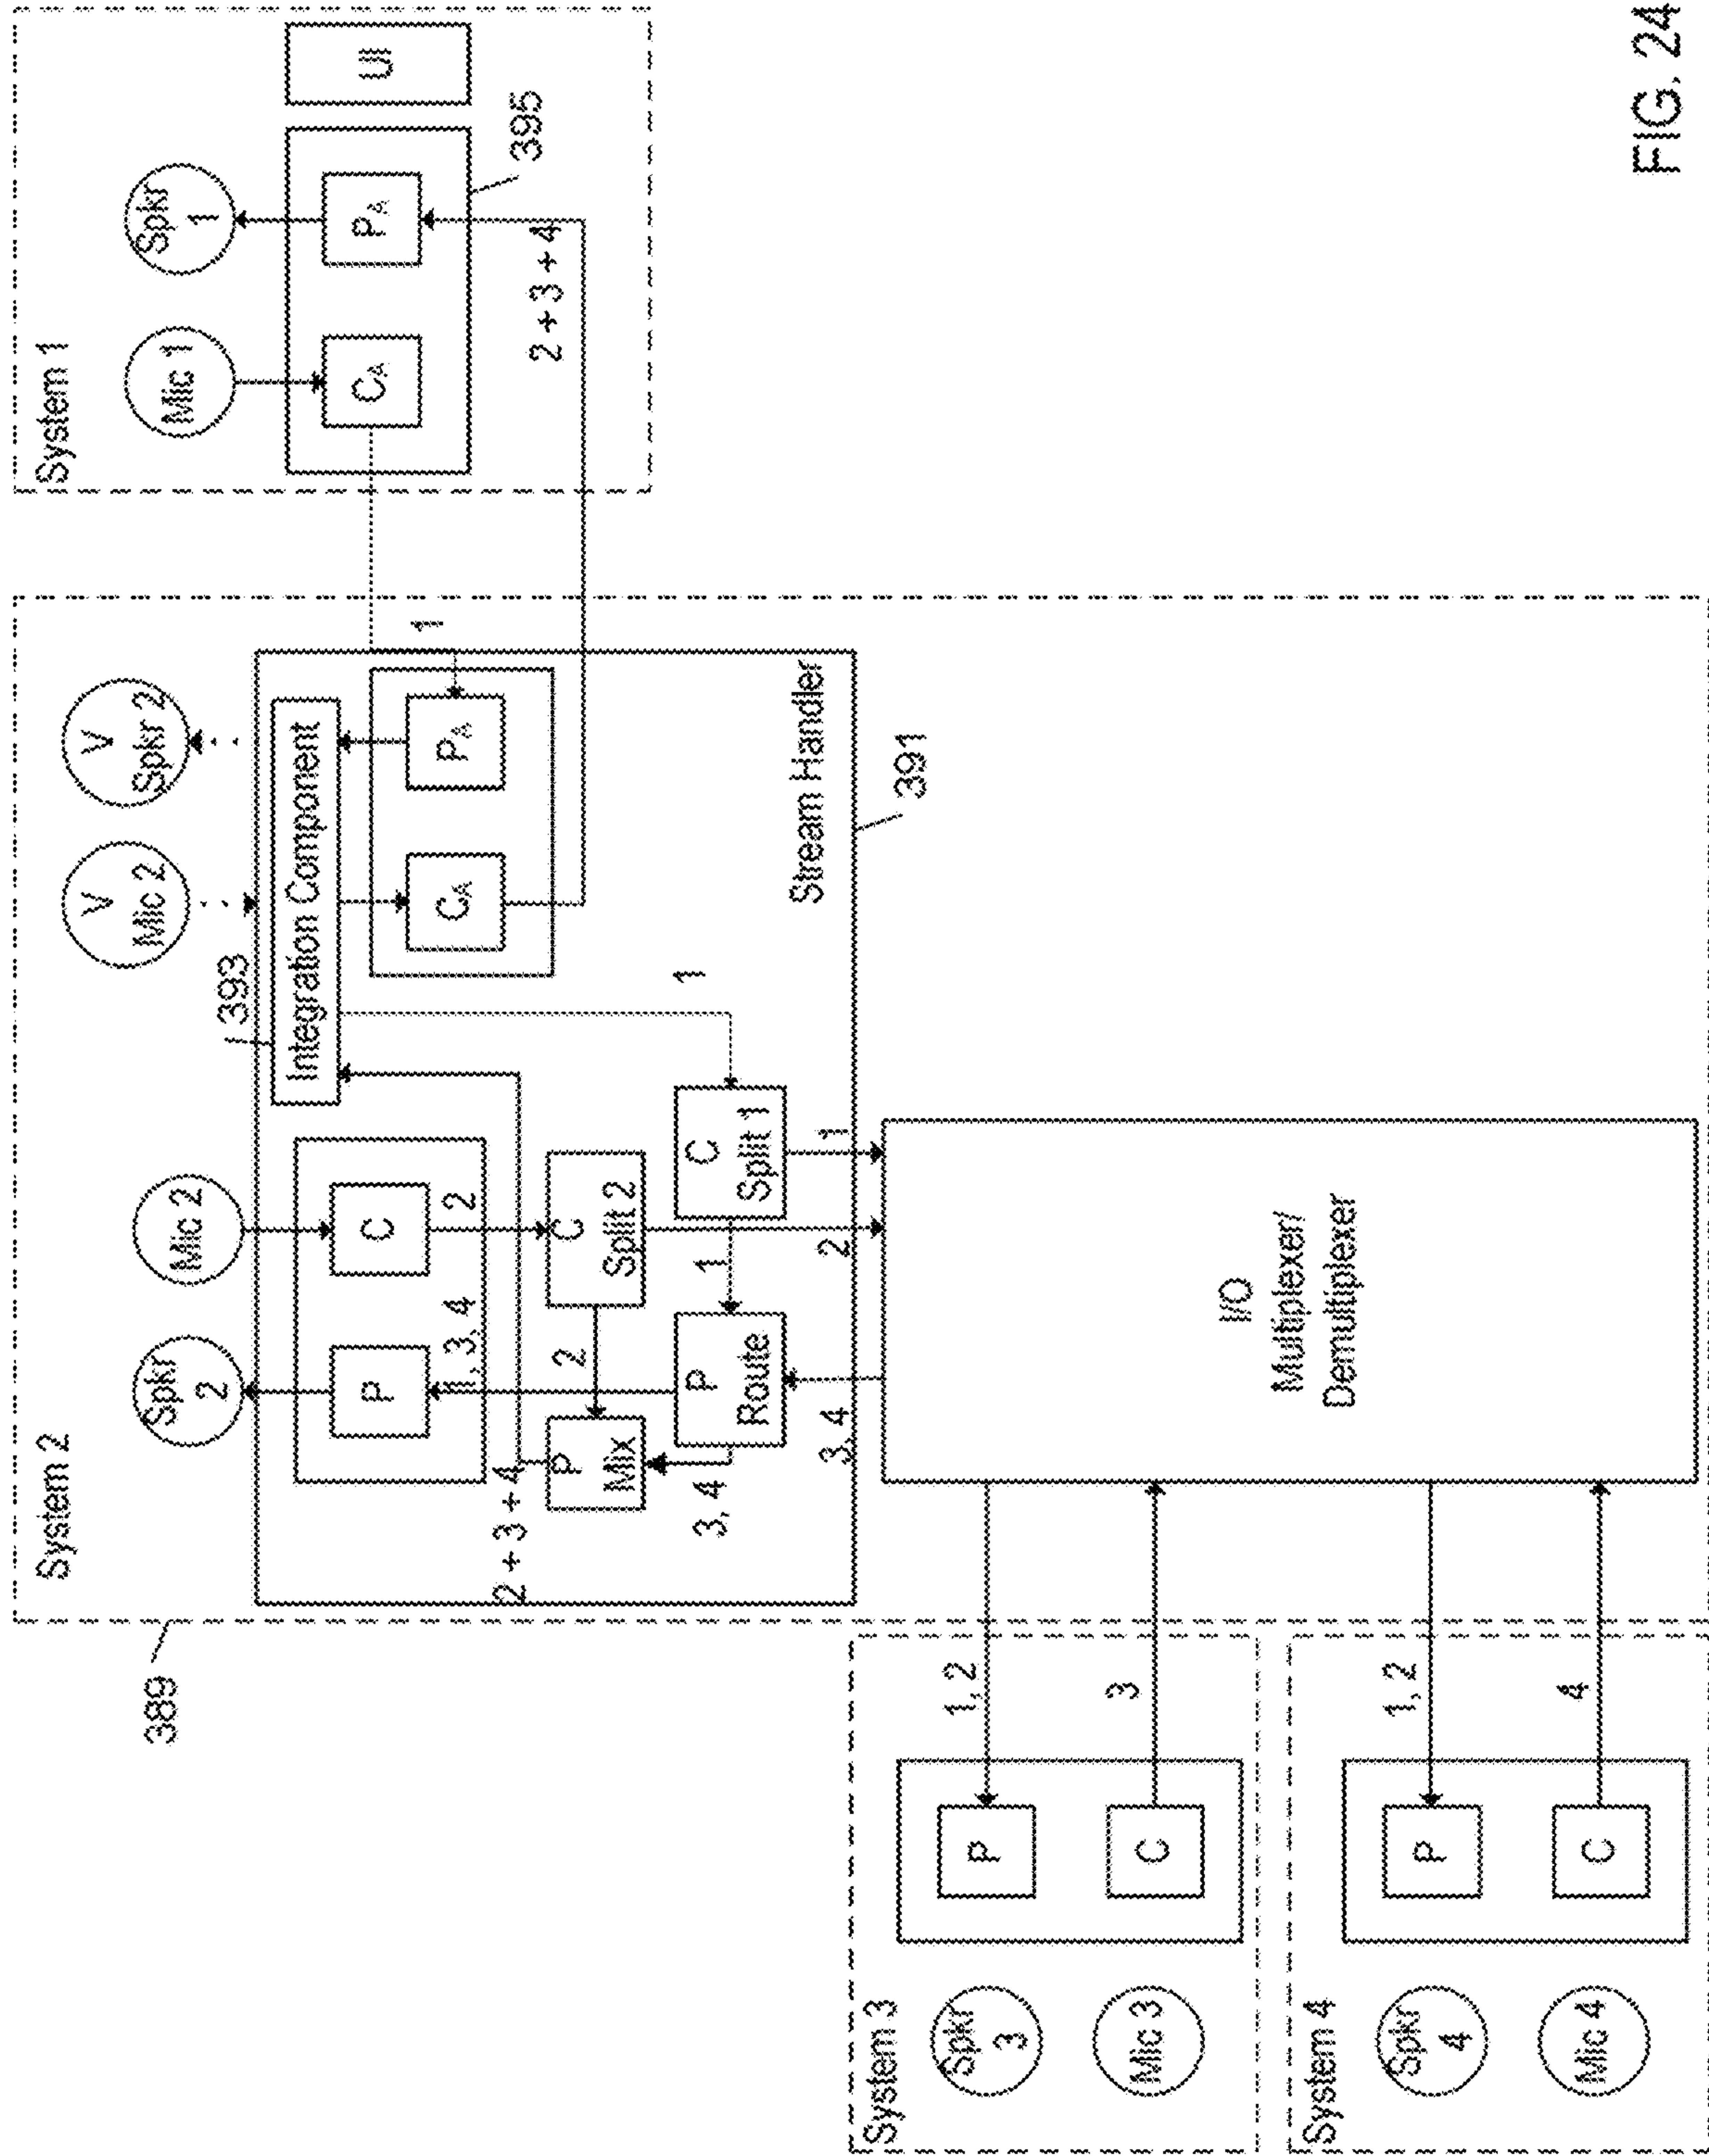 389
System 2
Spkr
2
Mic 2
V
Mic 2
V
Spkr 2
393
Integration Component
P
C
1, 3, 4
2
CA
PA
1
2 + 3 + 4
P
Mix
2
C
Split 2
1
3, 4
P
Route
1
C
Split 1
Stream Handler
391
3, 4
2
1
I/O
Multiplexer/
Demultiplexer
System 1
Mic 1
Spkr
1
CA
PA
UI
395
2 + 3 + 4
System 3
Spkr
3
P
1, 2
Mic 3
C
3
System 4
Spkr
4
P
1, 2
Mic 4
C
4
FIG. 24